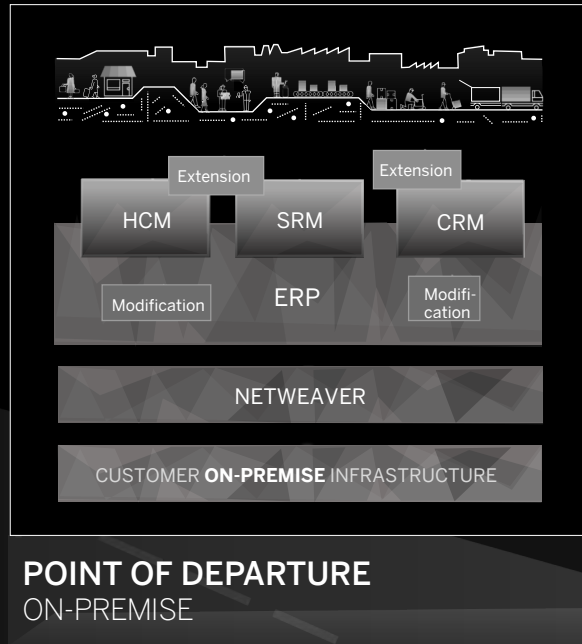 Extension
Extension
HCM
SRM
CRM
Modification
ERP
Modifi-
cation
NETWEAVER
CUSTOMER ON-PREMISE INFRASTRUCTURE
POINT OF DEPARTURE
ON-PREMISE